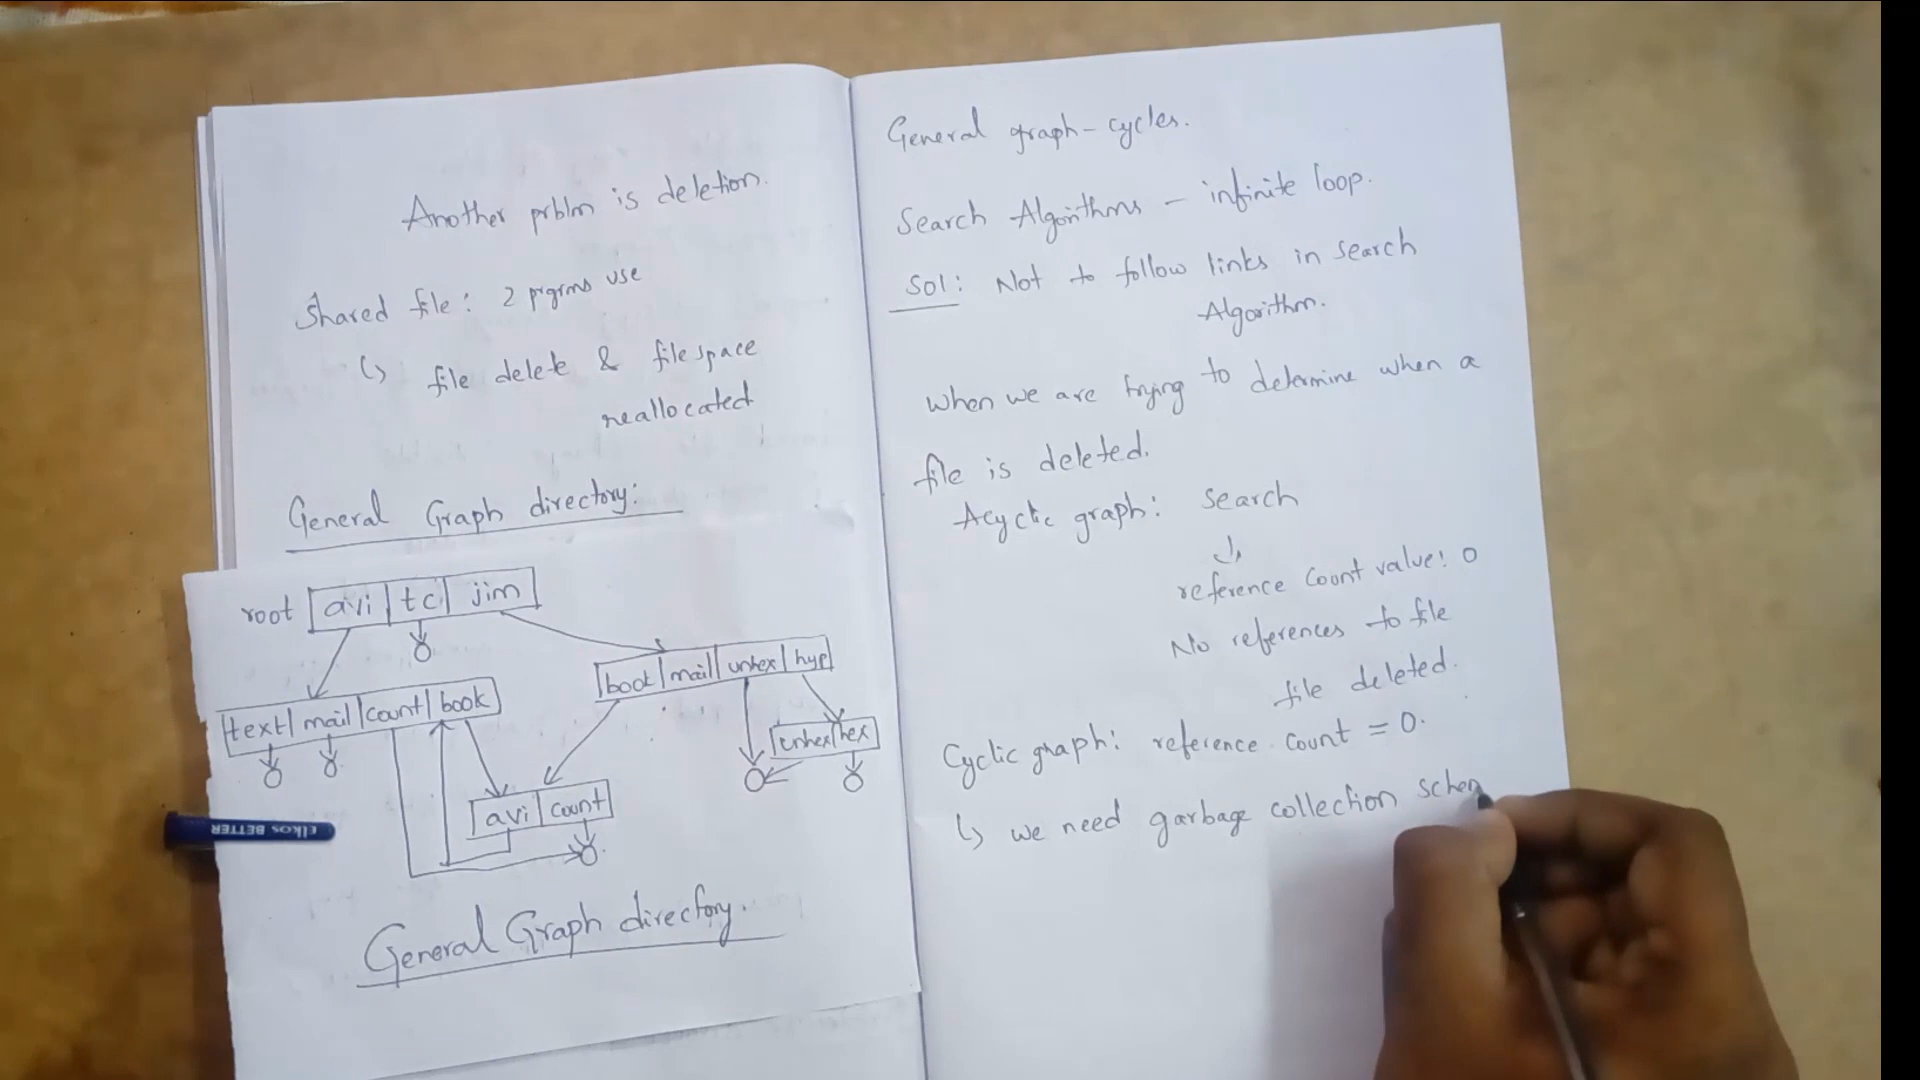 Another prblm is deletion.
Shared file: 2 prgrms use
file delete & file space
reallocated
General Graph directory:
root avi tc jim
text mail count book
book mail unhex hyp
unhex hex
avi count
elkos BETTER
General Graph directory.
General graph - cycles.
Search Algorithms - infinite loop.
Sol: Not to follow links in search
Algorithm.
When we are trying to determine when a
file is deleted.
Acyclic graph: search
reference count value: 0
No references to file
file deleted.
Cyclic graph: reference count = 0.
we need garbage collection schem